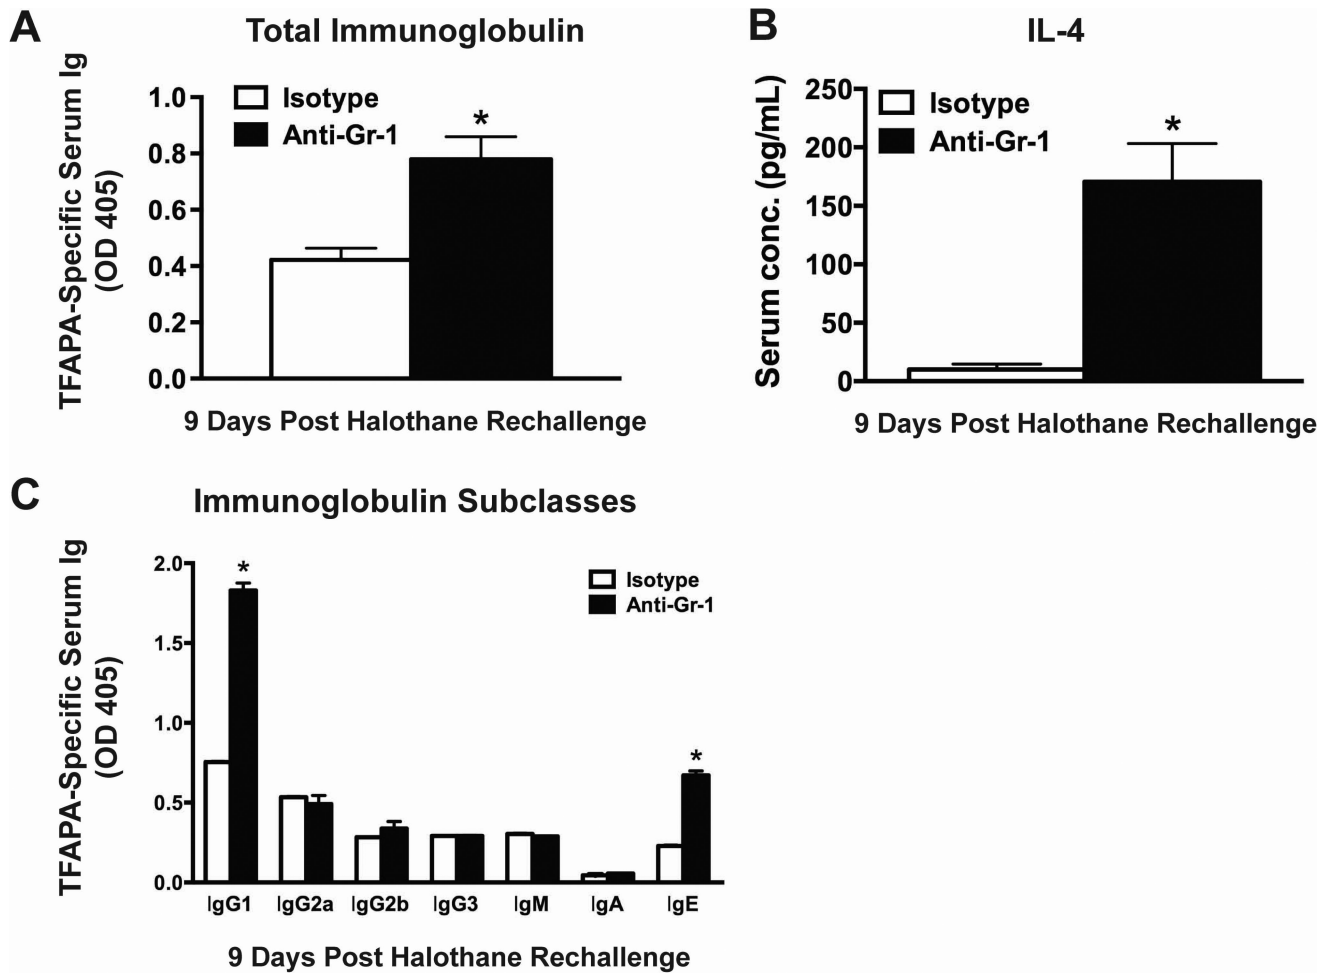 A
Total Immunoglobulin
TFAPA-Specific Serum Ig
(OD 405)
1.0
0.8
0.6
0.4
0.2
0.0
Isotype
Anti-Gr-1
*
9 Days Post Halothane Rechallenge
B
IL-4
Serum conc. (pg/mL)
250
200
150
100
50
0
Isotype
Anti-Gr-1
*
9 Days Post Halothane Rechallenge
C
Immunoglobulin Subclasses
TFAPA-Specific Serum Ig
(OD 405)
2.0
1.5
1.0
0.5
0.0
*
Isotype
Anti-Gr-1
*
IgG1 IgG2a IgG2b IgG3 IgM IgA IgE
9 Days Post Halothane Rechallenge